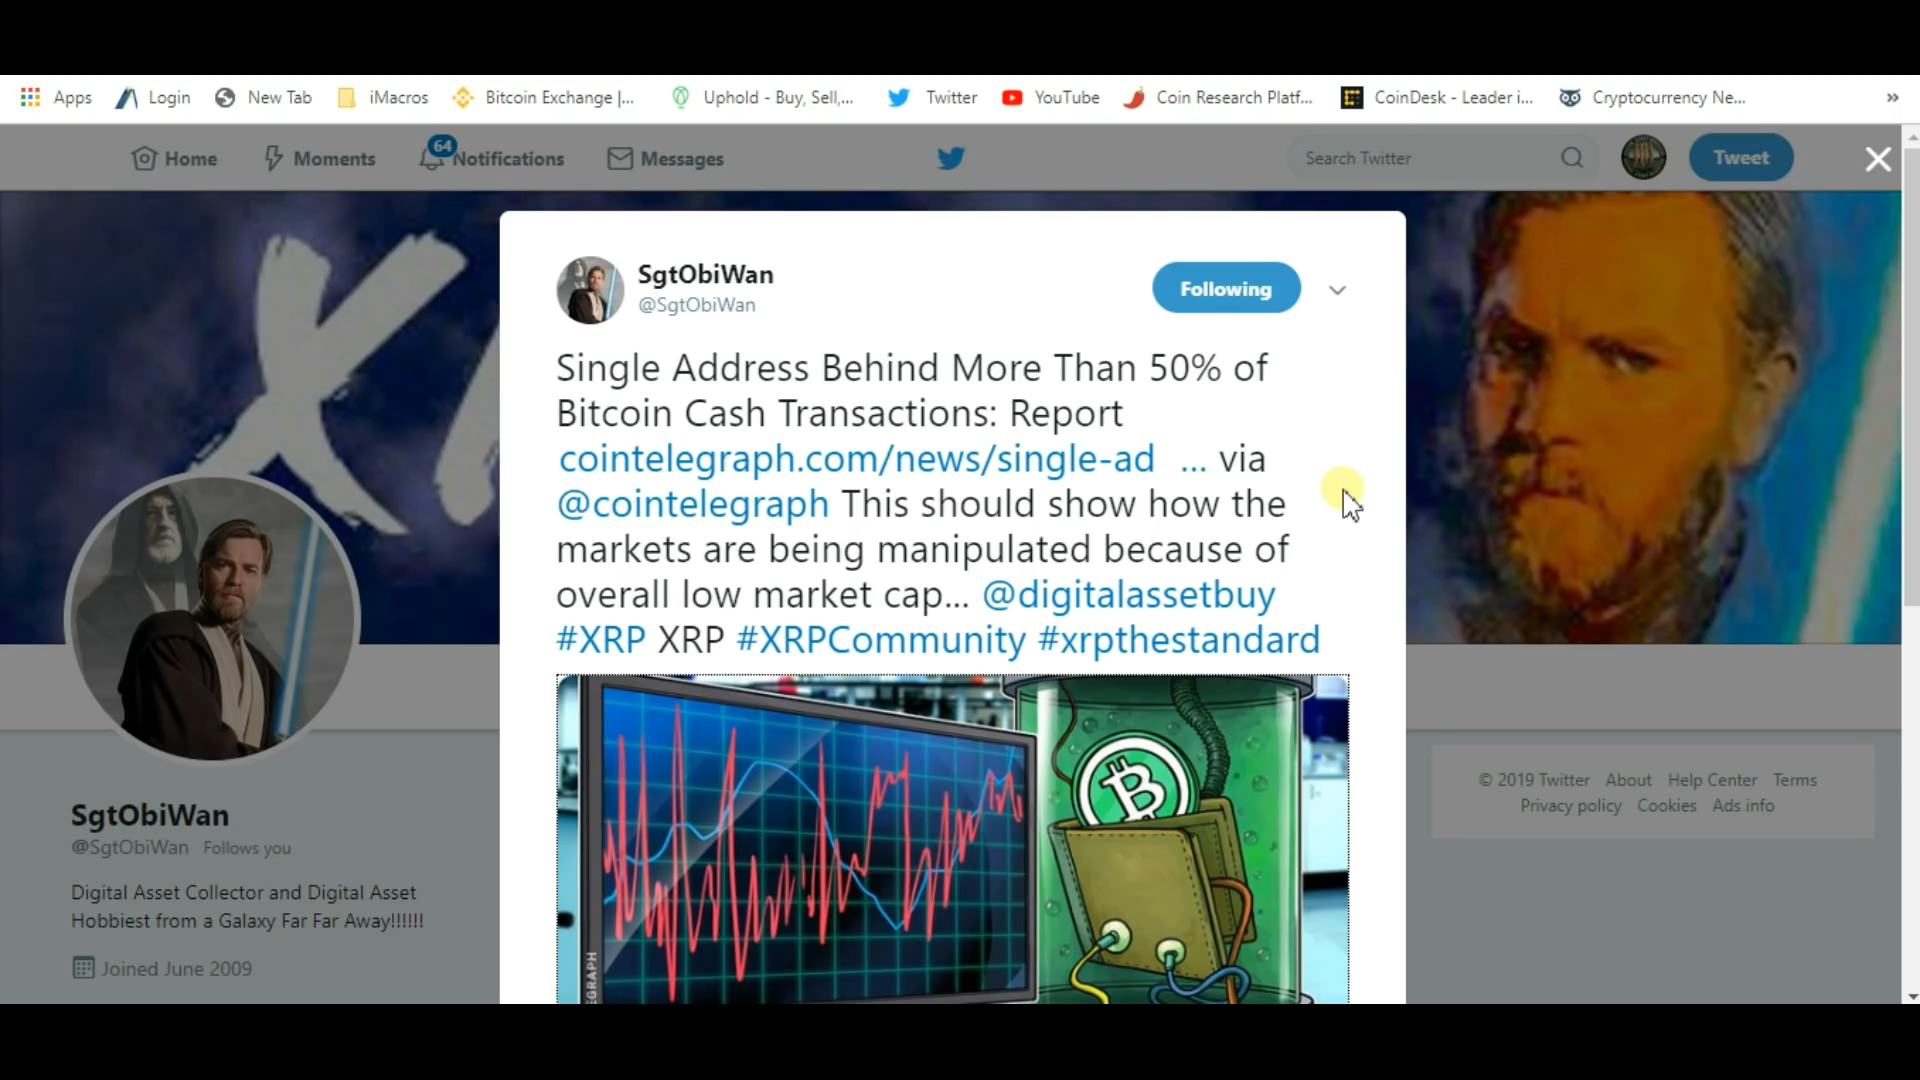 Apps Login New Tab iMacros Bitcoin Exchange |... Uphold - Buy, Sell,... Twitter YouTube Coin Research Platf... CoinDesk - Leader i... Cryptocurrency Ne... »
Home Moments 64 Notifications Messages Search Twitter Tweet
SgtObiWan
@SgtObiWan
Following
Single Address Behind More Than 50% of
Bitcoin Cash Transactions: Report
cointelegraph.com/news/single-ad ... via
@cointelegraph This should show how the
markets are being manipulated because of
overall low market cap... @digitalassetbuy
#XRP XRP #XRPCommunity #xrpthestandard
EGRAPH
SgtObiWan
@SgtObiWan Follows you
Digital Asset Collector and Digital Asset
Hobbiest from a Galaxy Far Far Away!!!!!!
Joined June 2009
© 2019 Twitter About Help Center Terms
Privacy policy Cookies Ads info